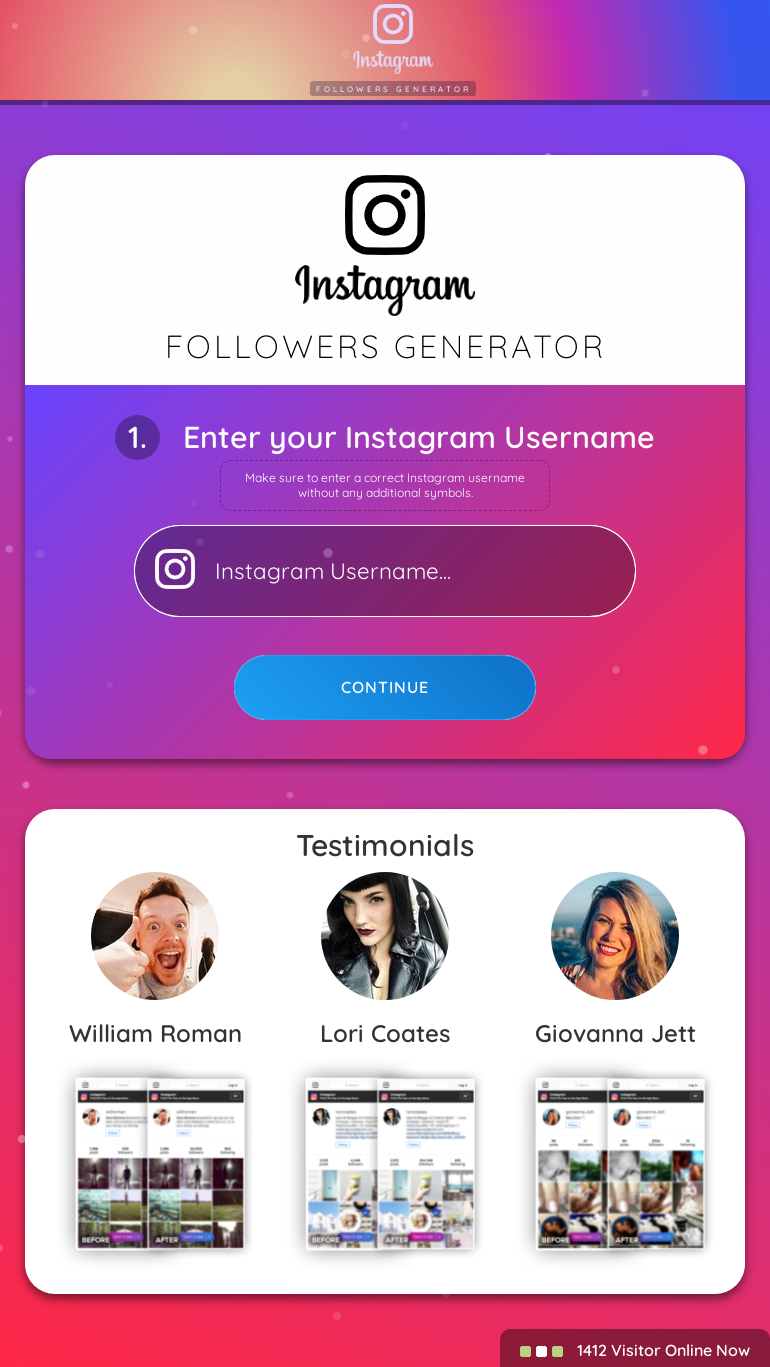 Instagram
FOLLOWERS GENERATOR
Instagram
FOLLOWERS GENERATOR
1. Enter your Instagram Username
Make sure to enter a correct Instagram username
without any additional symbols.
Instagram Username...
CONTINUE
Testimonials
William Roman
Lori Coates
Giovanna Jett
BEFORE
AFTER
BEFORE
AFTER
BEFORE
AFTER
1412 Visitor Online Now